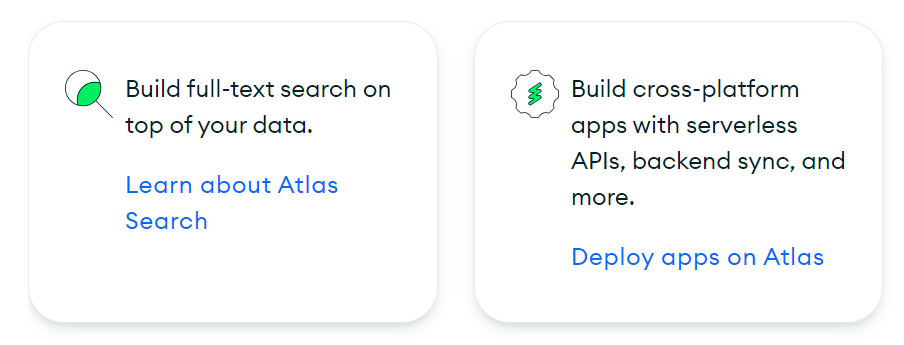 Build full-text search on
top of your data.
Learn about Atlas
Search
Build cross-platform
apps with serverless
APIs, backend sync, and
more.
Deploy apps on Atlas